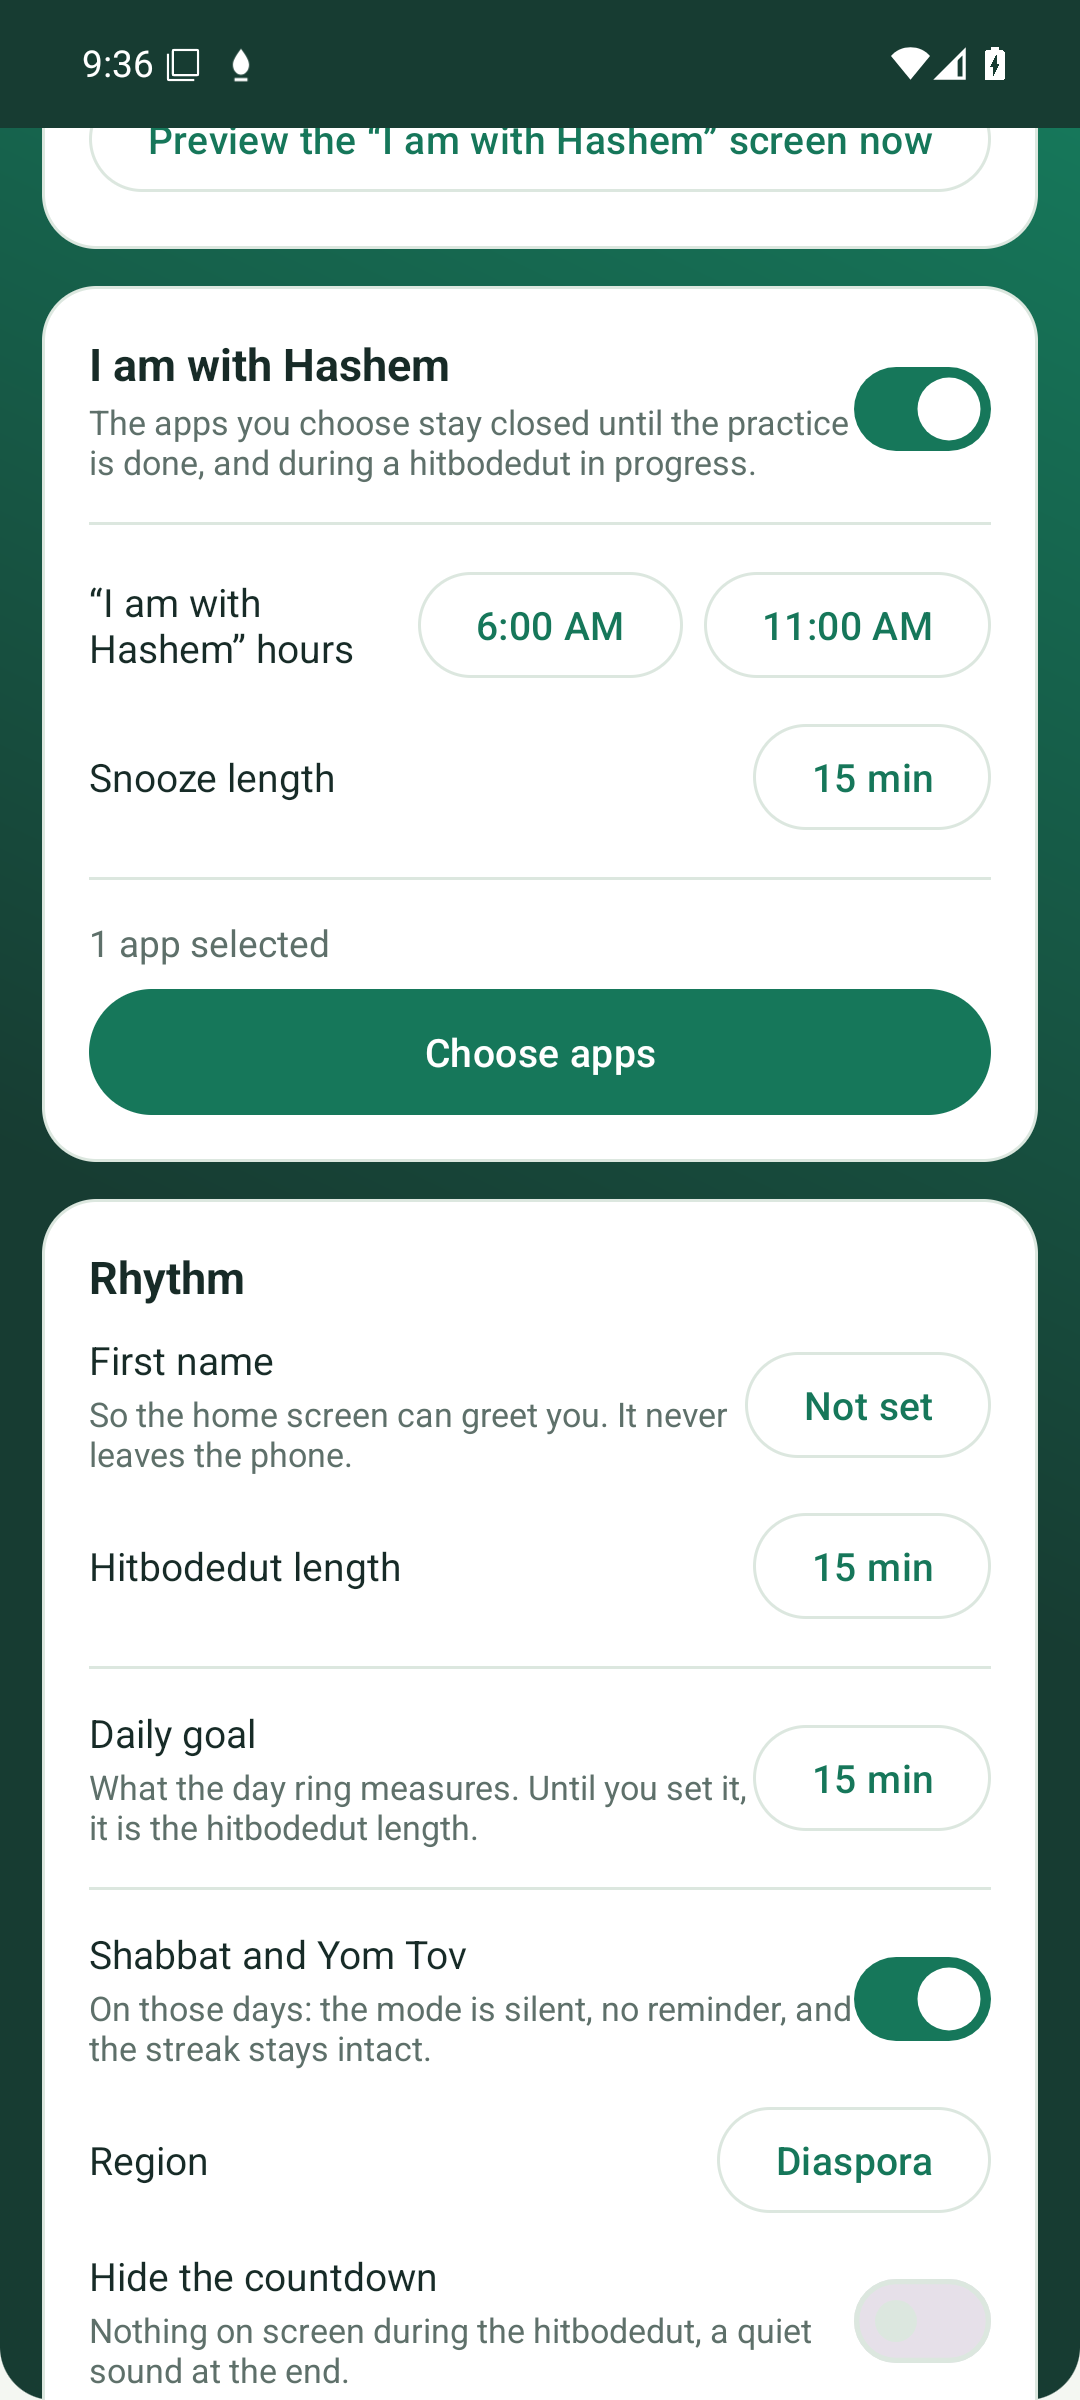 9:36
Preview the “I am with Hashem” screen now
I am with Hashem
The apps you choose stay closed until the practice
is done, and during a hitbodedut in progress.
“I am with
Hashem” hours
6:00 AM
11:00 AM
Snooze length
15 min
1 app selected
Choose apps
Rhythm
First name
So the home screen can greet you. It never
leaves the phone.
Not set
Hitbodedut length
15 min
Daily goal
What the day ring measures. Until you set it,
it is the hitbodedut length.
15 min
Shabbat and Yom Tov
On those days: the mode is silent, no reminder, and
the streak stays intact.
Region
Diaspora
Hide the countdown
Nothing on screen during the hitbodedut, a quiet
sound at the end.